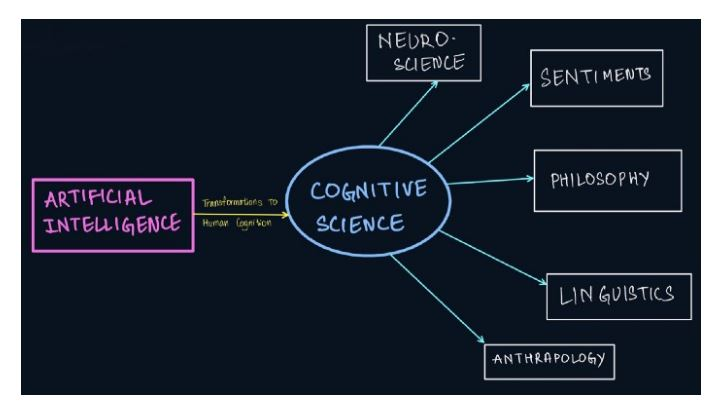 NEURO-
SCIENCE
SENTIMENTS
ARTIFICIAL
INTELLIGENCE
Transformations to
Human Cognition
COGNITIVE
SCIENCE
PHILOSOPHY
LINGUISTICS
ANTHRAPOLOGY